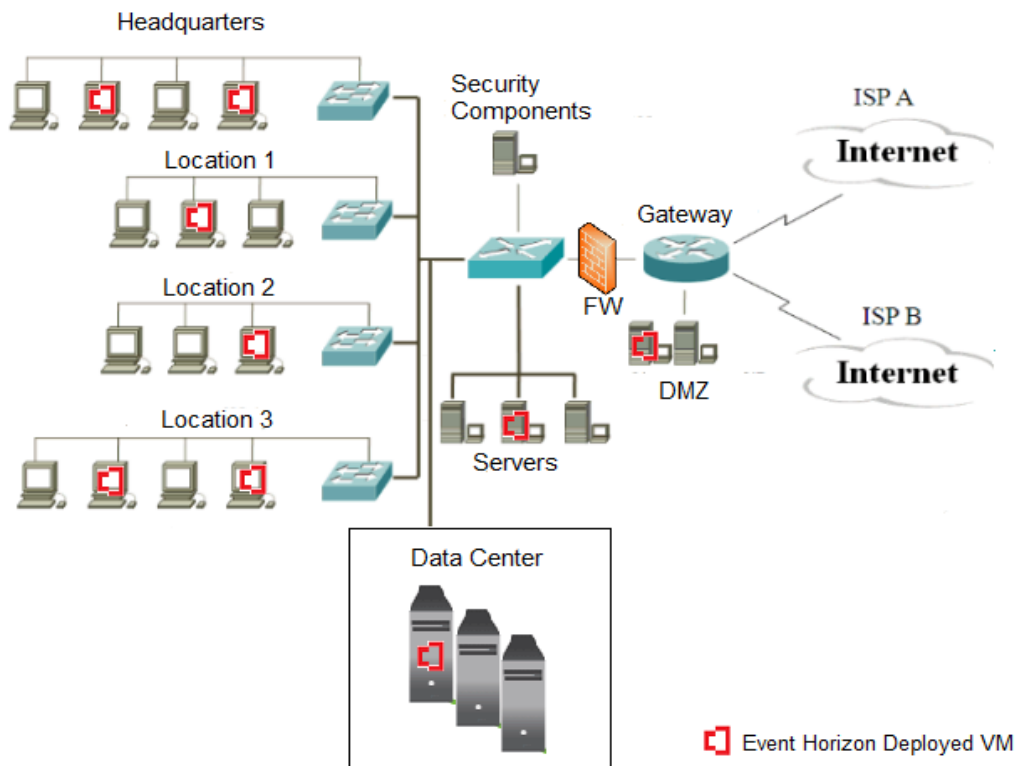 Headquarters
Security
Components
ISP A
Internet
Location 1
Gateway
Location 2
FW
ISP B
Internet
DMZ
Location 3
Servers
Data Center
Event Horizon Deployed VM